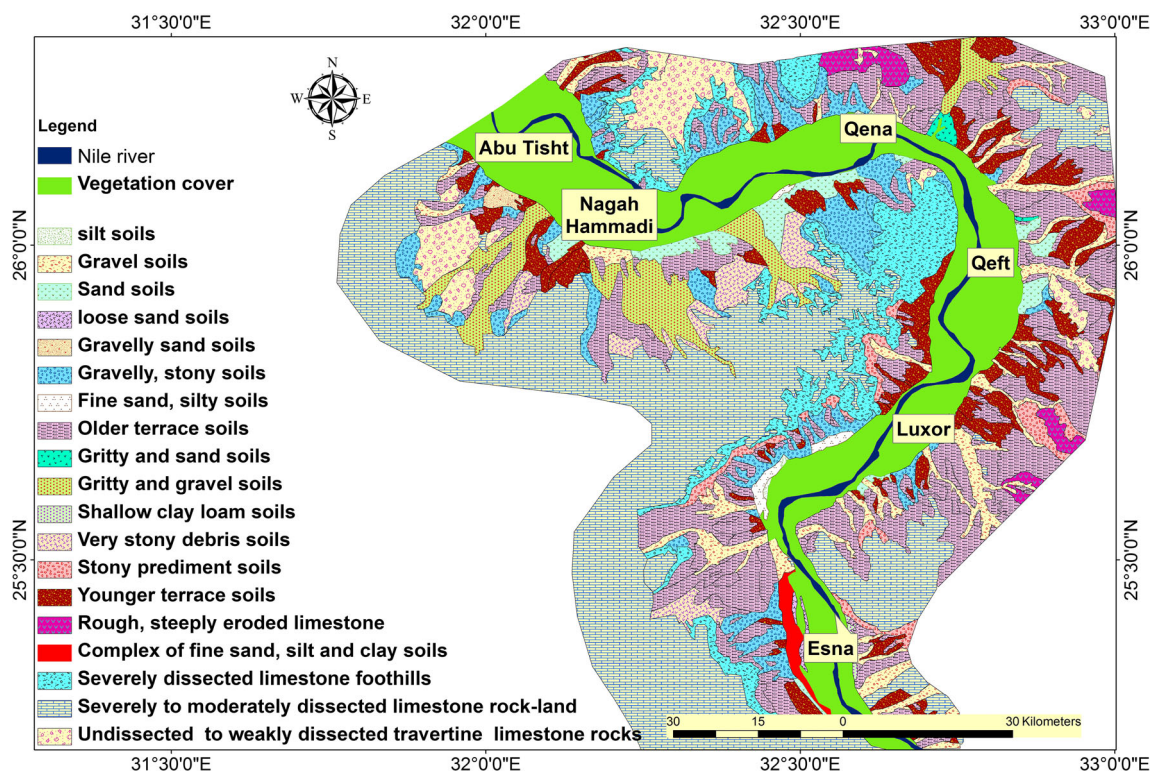 31°30'0"E 32°0'0"E 32°30'0"E 33°0'0"E
N
W E
S
Legend
Nile river
Vegetation cover
silt soils
Gravel soils
Sand soils
loose sand soils
Gravelly sand soils
Gravelly, stony soils
Fine sand, silty soils
Older terrace soils
Gritty and sand soils
Gritty and gravel soils
Shallow clay loam soils
Very stony debris soils
Stony prediment soils
Younger terrace soils
Rough, steeply eroded limestone
Complex of fine sand, silt and clay soils
Severely dissected limestone foothills
Severely to moderately dissected limestone rock-land
Undissected to weakly dissected travertine limestone rocks
Abu Tisht
Qena
Nagah
Hammadi
Qeft
Luxor
Esna
26°0'0"N
25°30'0"N
26°0'0"N
25°30'0"N
30 15 0 30 Kilometers
31°30'0"E 32°0'0"E 32°30'0"E 33°0'0"E